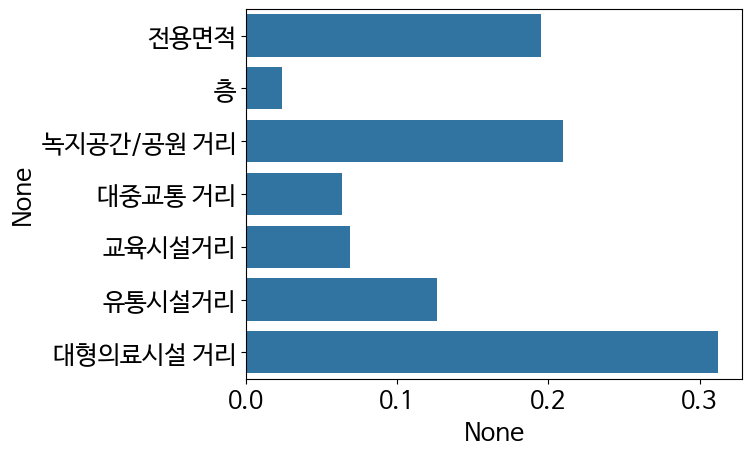 전용면적
층
녹지공간/공원 거리
대중교통 거리
교육시설거리
유통시설거리
대형의료시설 거리
None
0.0 0.1 0.2 0.3
None